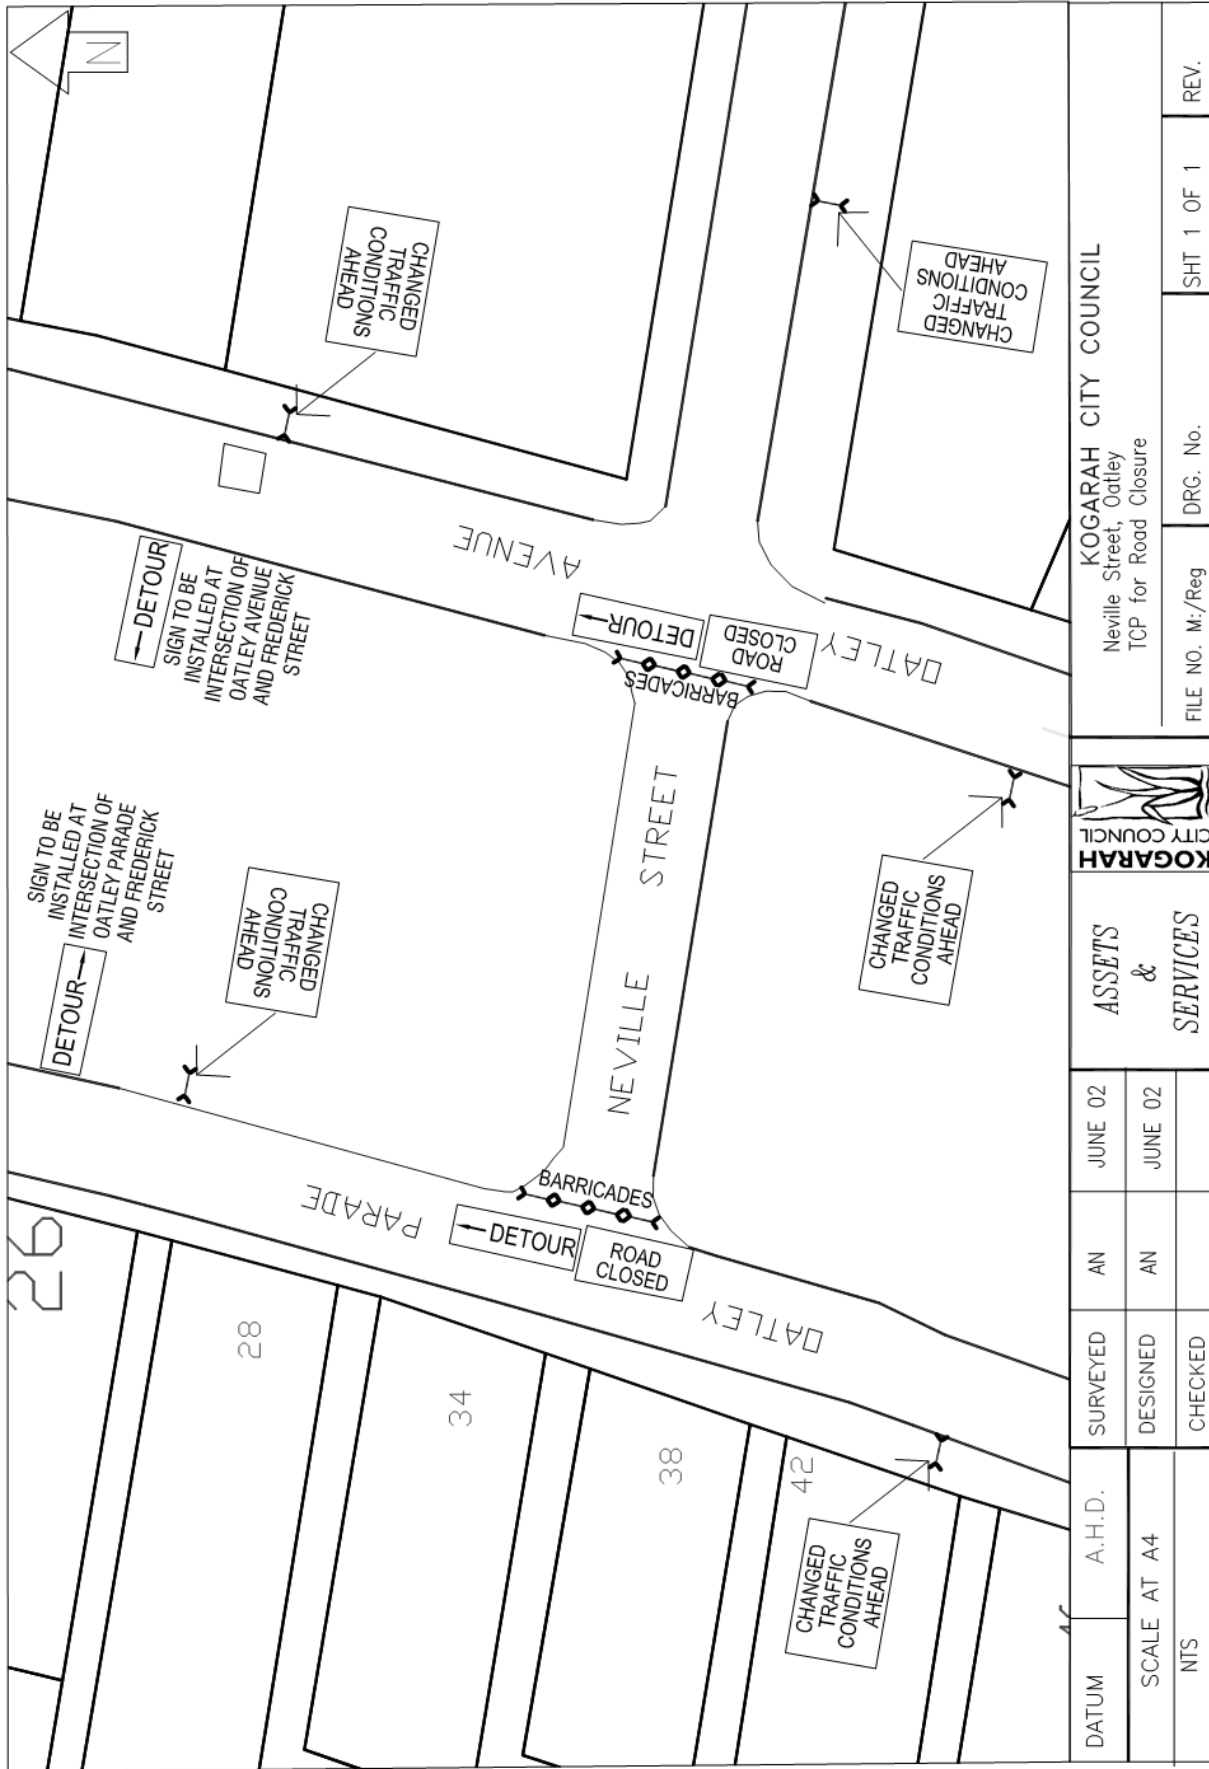 N
CHANGED
TRAFFIC
CONDITIONS
AHEAD
CHANGED
TRAFFIC
CONDITIONS
AHEAD
AVENUE
OATLEY
← DETOUR
SIGN TO BE
INSTALLED AT
INTERSECTION OF
OATLEY AVENUE
AND FREDERICK
STREET
DETOUR→
ROAD
CLOSED
BARRICADES
NEVILLE STREET
SIGN TO BE
INSTALLED AT
INTERSECTION OF
OATLEY PARADE
AND FREDERICK
STREET
DETOUR→
CHANGED
TRAFFIC
CONDITIONS
AHEAD
CHANGED
TRAFFIC
CONDITIONS
AHEAD
BARRICADES
←DETOUR
ROAD
CLOSED
PARADE
OATLEY
26
28
34
38
42
CHANGED
TRAFFIC
CONDITIONS
AHEAD
DATUM
A.H.D.
SCALE AT A4
NTS
SURVEYED
AN
JUNE 02
DESIGNED
AN
JUNE 02
CHECKED
ASSETS
&
SERVICES
KOGARAH
CITY COUNCIL
KOGARAH CITY COUNCIL
Neville Street, Oatley
TCP for Road Closure
FILE NO. M:/Reg
DRG. No.
SHT 1 OF 1
REV.